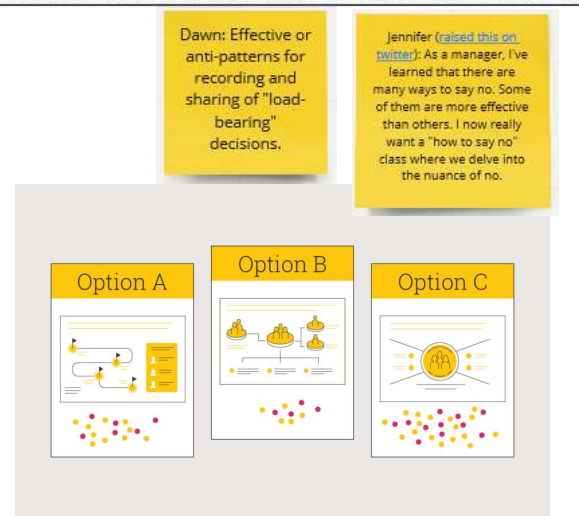 Dawn: Effective or
anti-patterns for
recording and
sharing of "load-
bearing"
decisions.
Jennifer (raised this on
twitter): As a manager, I've
learned that there are
many ways to say no. Some
of them are more effective
than others. I now really
want a "how to say no"
class where we delve into
the nuance of no.
Option A
Option B
Option C